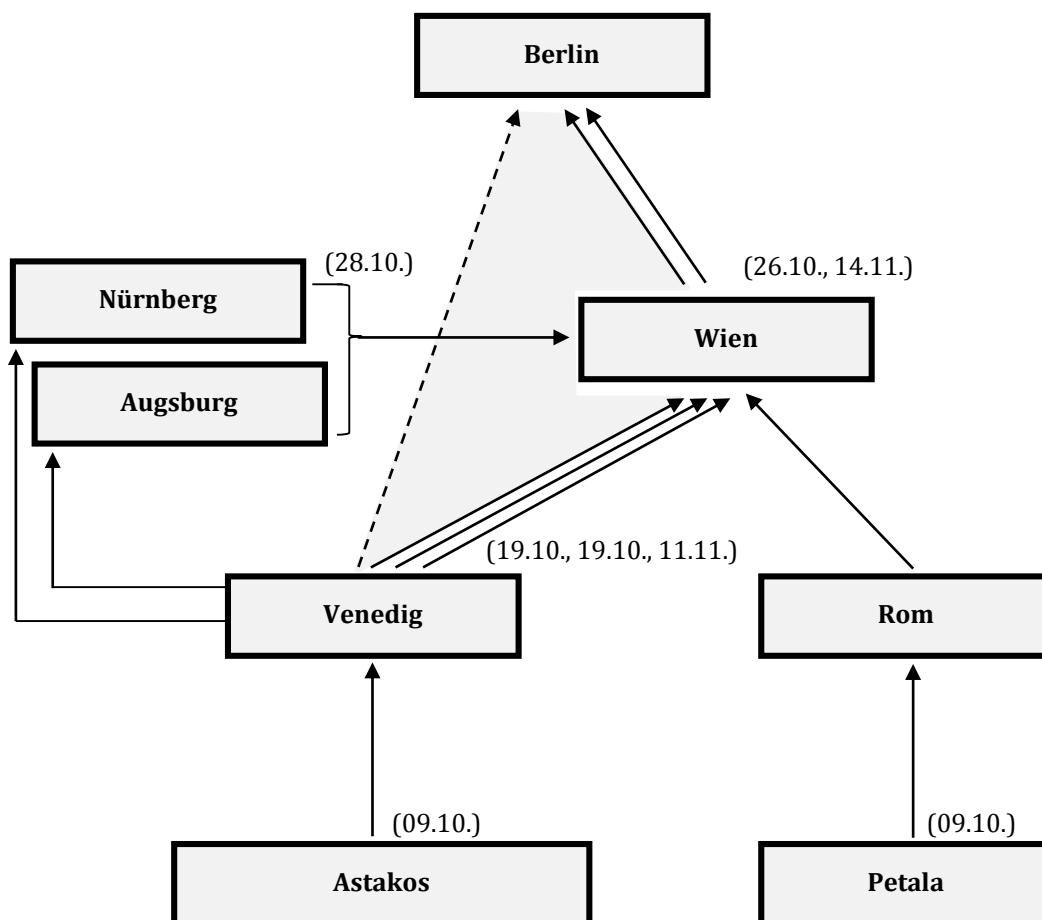 Berlin
(28.10.)
(26.10., 14.11.)
Nürnberg
Wien
Augsburg
(19.10., 19.10., 11.11.)
Venedig
Rom
(09.10.)
(09.10.)
Astakos
Petala